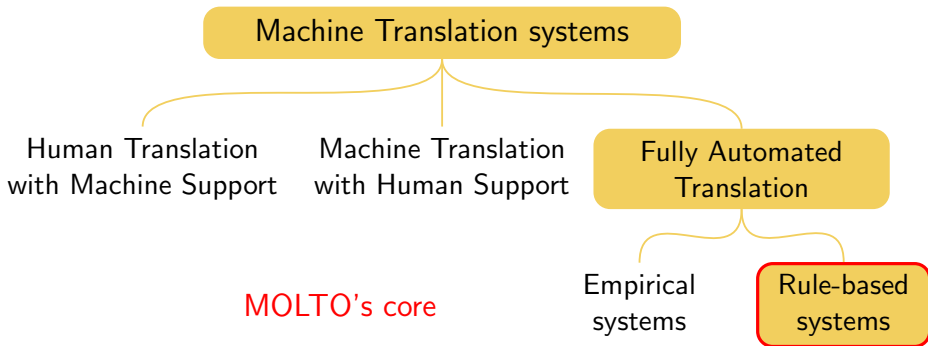 Machine Translation systems
Human Translation
with Machine Support
Machine Translation
with Human Support
Fully Automated
Translation
Empirical
systems
Rule-based
systems
MOLTO's core